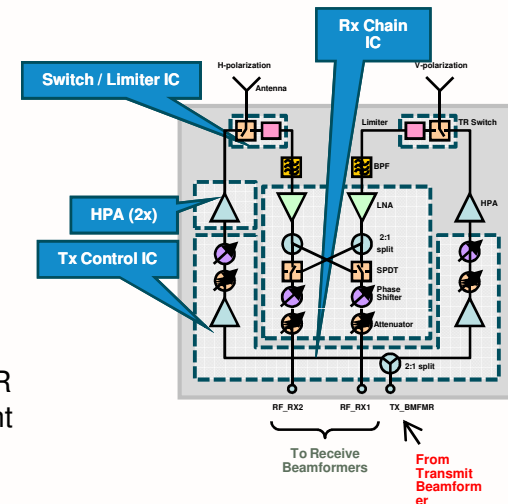 Rx Chain
IC
H-polarization
V-polarization
Switch / Limiter IC
Antenna
Limiter
TR Switch
BPF
HPA (2x)
LNA
HPA
Tx Control IC
2:1
split
SPDT
Phase
Shifter
Attenuator
R
nt
2:1 split
RF_RX2
RF_RX1
TX_BMFMR
To Receive
Beamformers
From
Transmit
Beamform
er